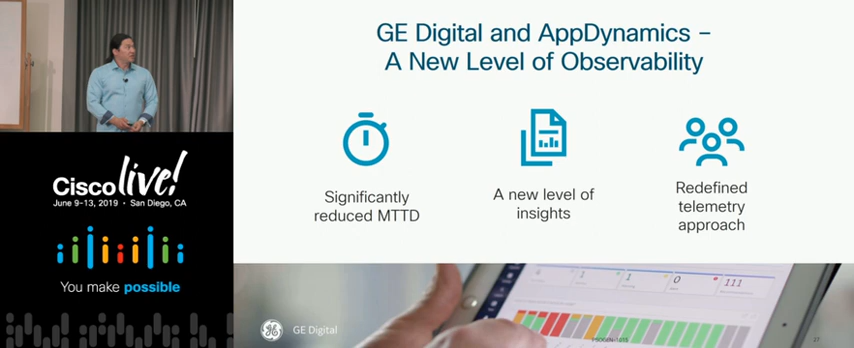 GE Digital and AppDynamics –
A New Level of Observability
Significantly
reduced MTTD
A new level of
insights
Redefined
telemetry
approach
Cisco live!
June 9-13, 2019 • San Diego, CA
You make possible
GE Digital
0
111
27